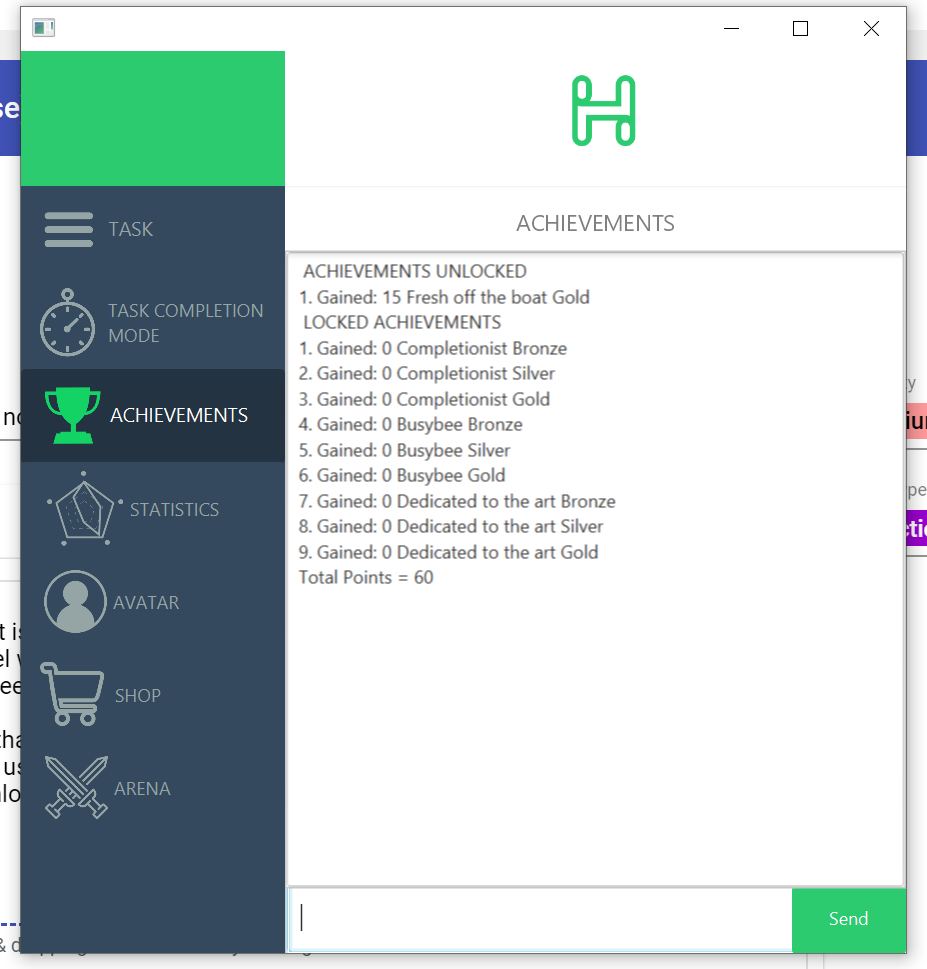 ACHIEVEMENTS
TASK
TASK COMPLETION
MODE
ACHIEVEMENTS
STATISTICS
AVATAR
SHOP
ARENA
ACHIEVEMENTS UNLOCKED
1. Gained: 15 Fresh off the boat Gold
LOCKED ACHIEVEMENTS
1. Gained: 0 Completionist Bronze
2. Gained: 0 Completionist Silver
3. Gained: 0 Completionist Gold
4. Gained: 0 Busybee Bronze
5. Gained: 0 Busybee Silver
6. Gained: 0 Busybee Gold
7. Gained: 0 Dedicated to the art Bronze
8. Gained: 0 Dedicated to the art Silver
9. Gained: 0 Dedicated to the art Gold
Total Points = 60
Send